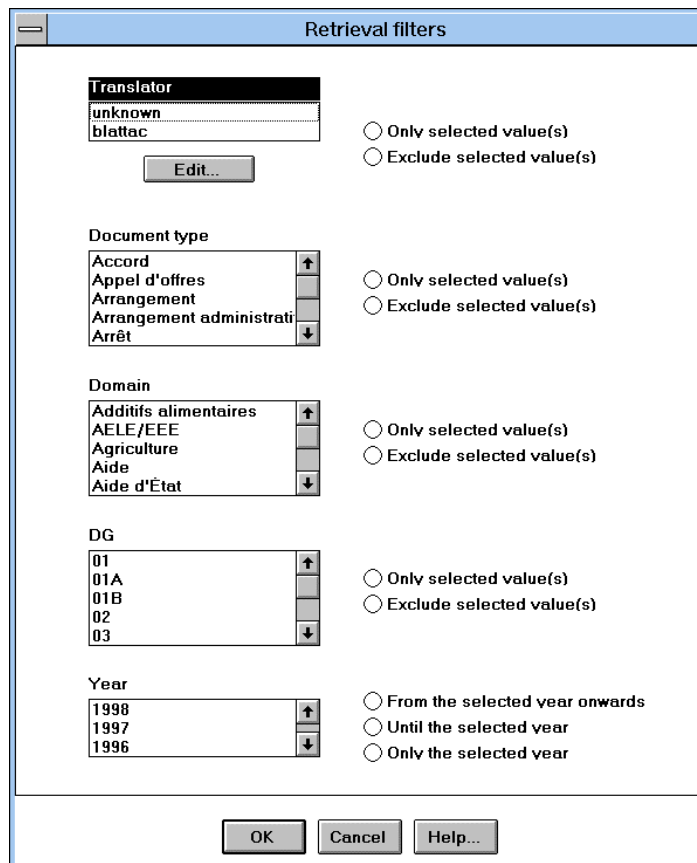 Retrieval filters
Translator
unknown
blattac
Only selected value(s)
Exclude selected value(s)
Edit...
Document type
Accord
Appel d'offres
Arrangement
Arrangement administrati
Arrêt
Only selected value(s)
Exclude selected value(s)
Domain
Additifs alimentaires
AELE/EEE
Agriculture
Aide
Aide d'État
Only selected value(s)
Exclude selected value(s)
DG
01
01A
01B
02
03
Only selected value(s)
Exclude selected value(s)
Year
1998
1997
1996
From the selected year onwards
Until the selected year
Only the selected year
OK
Cancel
Help...